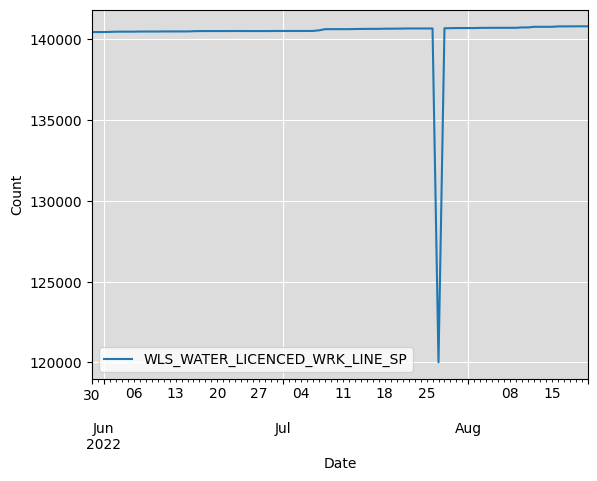 140000
135000
130000
125000
120000
Count
WLS_WATER_LICENCED_WRK_LINE_SP
30 06 13 20 27 04 11 18 25 08 15
Jun Jul Aug
2022
Date